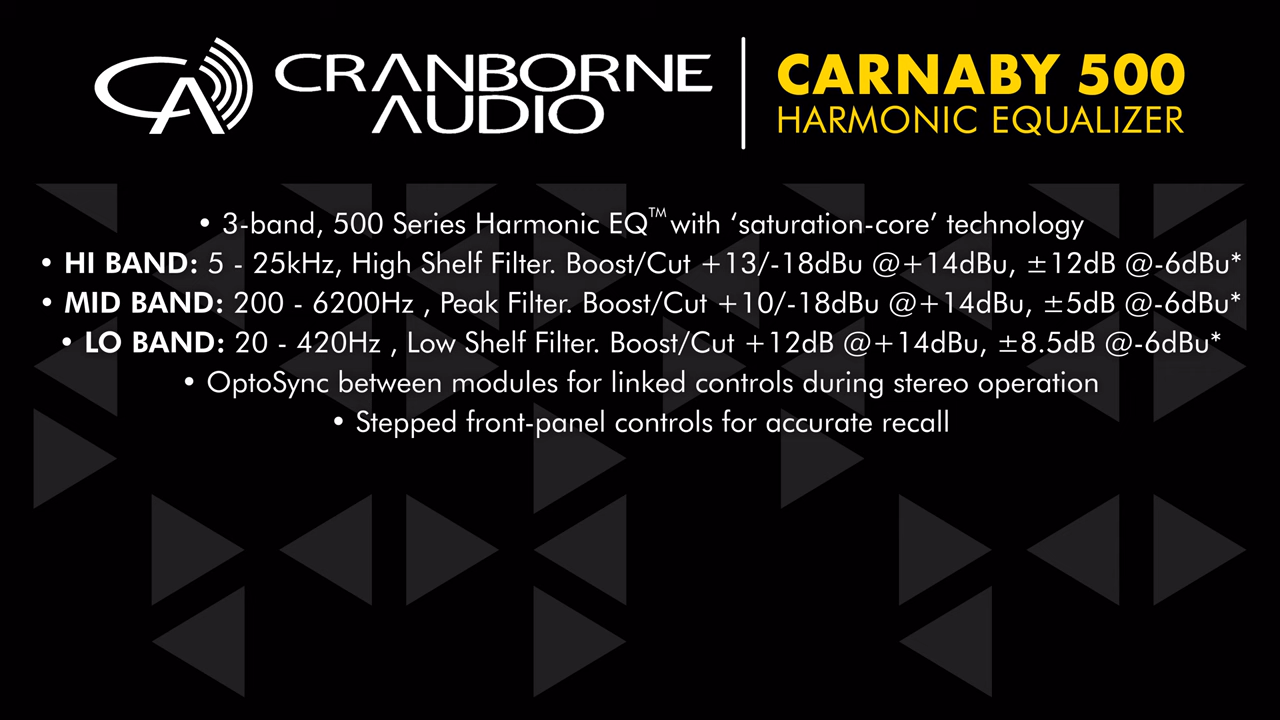 CA CRANBORNE AUDIO
CARNABY 500
HARMONIC EQUALIZER
• 3-band, 500 Series Harmonic EQ™ with ‘saturation-core’ technology
• HI BAND: 5 - 25kHz, High Shelf Filter. Boost/Cut +13/-18dBu @+14dBu, ±12dB @-6dBu*
• MID BAND: 200 - 6200Hz , Peak Filter. Boost/Cut +10/-18dBu @+14dBu, ±5dB @-6dBu*
• LO BAND: 20 - 420Hz , Low Shelf Filter. Boost/Cut +12dB @+14dBu, ±8.5dB @-6dBu*
• OptoSync between modules for linked controls during stereo operation
• Stepped front-panel controls for accurate recall